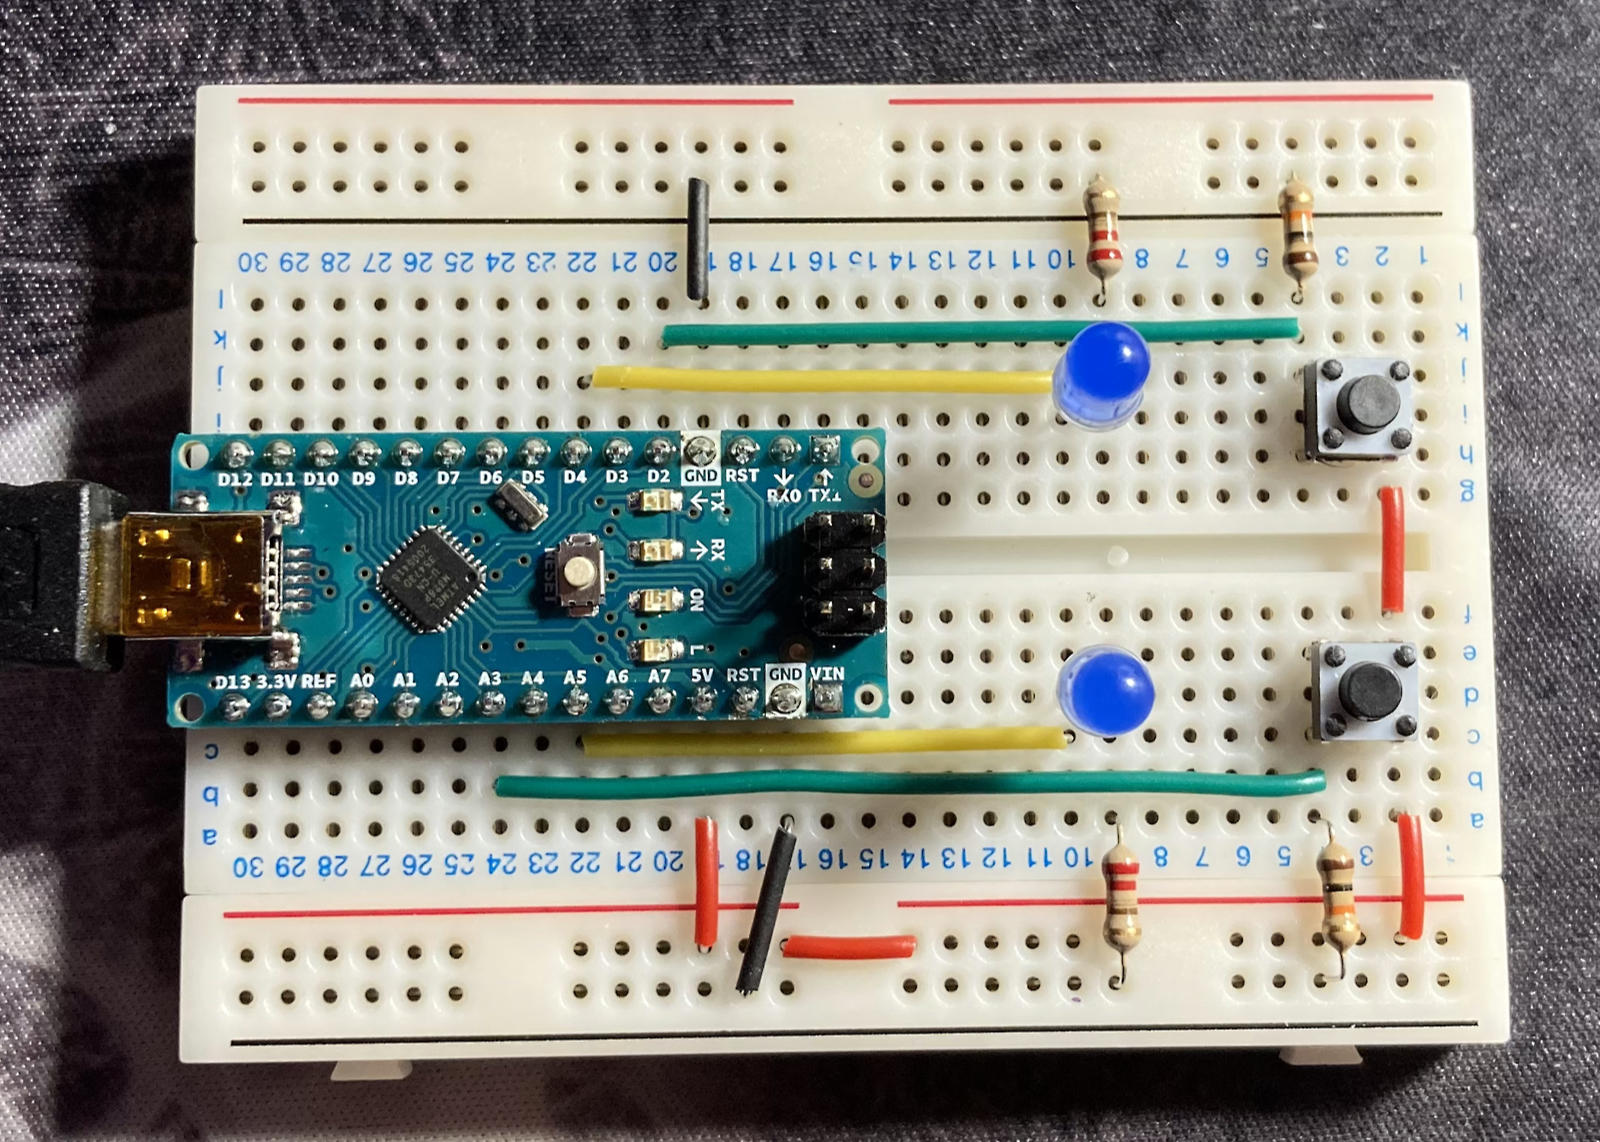 30 29 28 27 26 25 24 23 22 21 20 18 17 16 15 14 13 12 11 10 8 7 6 5 3 2 1
l l
k k
j j
i i
h
g
D12 D11 D10 D9 D8 D7 D6 D5 D4 D3 D2 GND RST RX0 TX1
TX
RX
RESET
ON
L
f
e
d
D13 3.3V REF A0 A1 A2 A3 A4 A5 A6 A7 5V RST GND VIN
c c
b b
a a
30 29 28 27 26 25 24 23 22 21 20 18 16 15 14 13 12 11 10 8 7 6 5 3